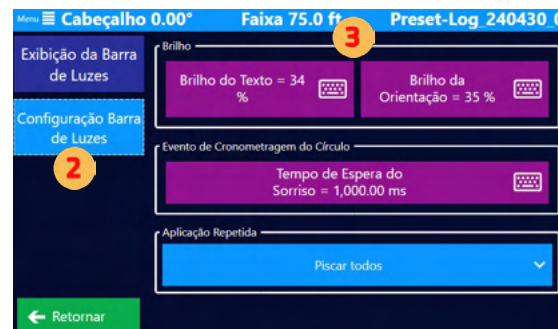 Menu ☰ Cabeçalho 0.00° Faixa 75.0 ft Preset-Log_240430_
3
Exibição da Barra
de Luzes
Brilho
Brilho do Texto = 34
%
Brilho da
Orientação = 35 %
Configuração Barra
de Luzes
2
Evento de Cronometragem do Círculo
Tempo de Espera do
Sorriso = 1,000.00 ms
Aplicação Repetida
Piscar todos
Retornar